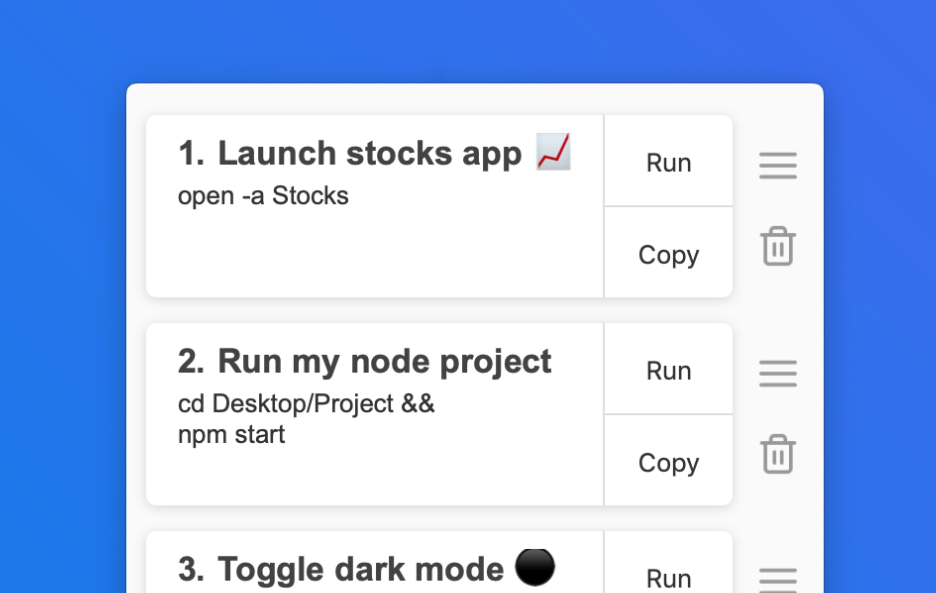 1. Launch stocks app 📈
open -a Stocks
Run
Copy
2. Run my node project
cd Desktop/Project &&
npm start
Run
Copy
3. Toggle dark mode ⚫
Run